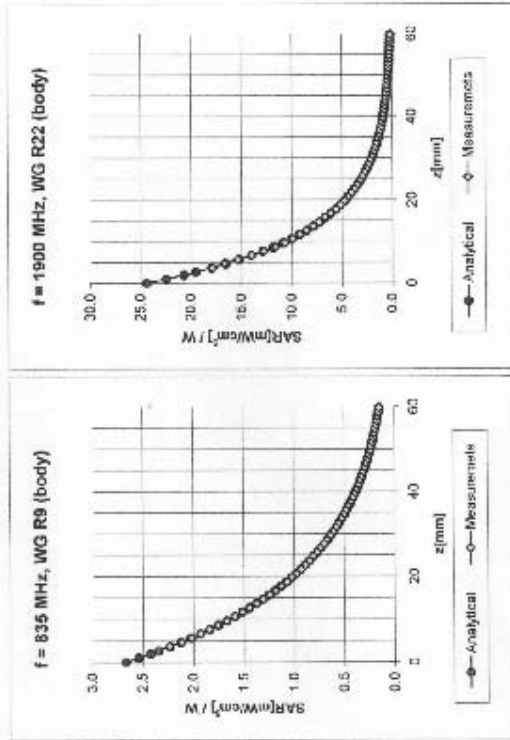 f = 835 MHz, WG R9 (body)
SAR[mW/cm³] / W
3.0
2.5
2.0
1.5
1.0
0.5
0.0
0 20 40 60
z[mm]
Analytical Measuremets
f = 1900 MHz, WG R22 (body)
SAR[mW/cm³] / W
30.0
25.0
20.0
15.0
10.0
5.0
0.0
0 20 40 60
z[mm]
Analytical Measuremets